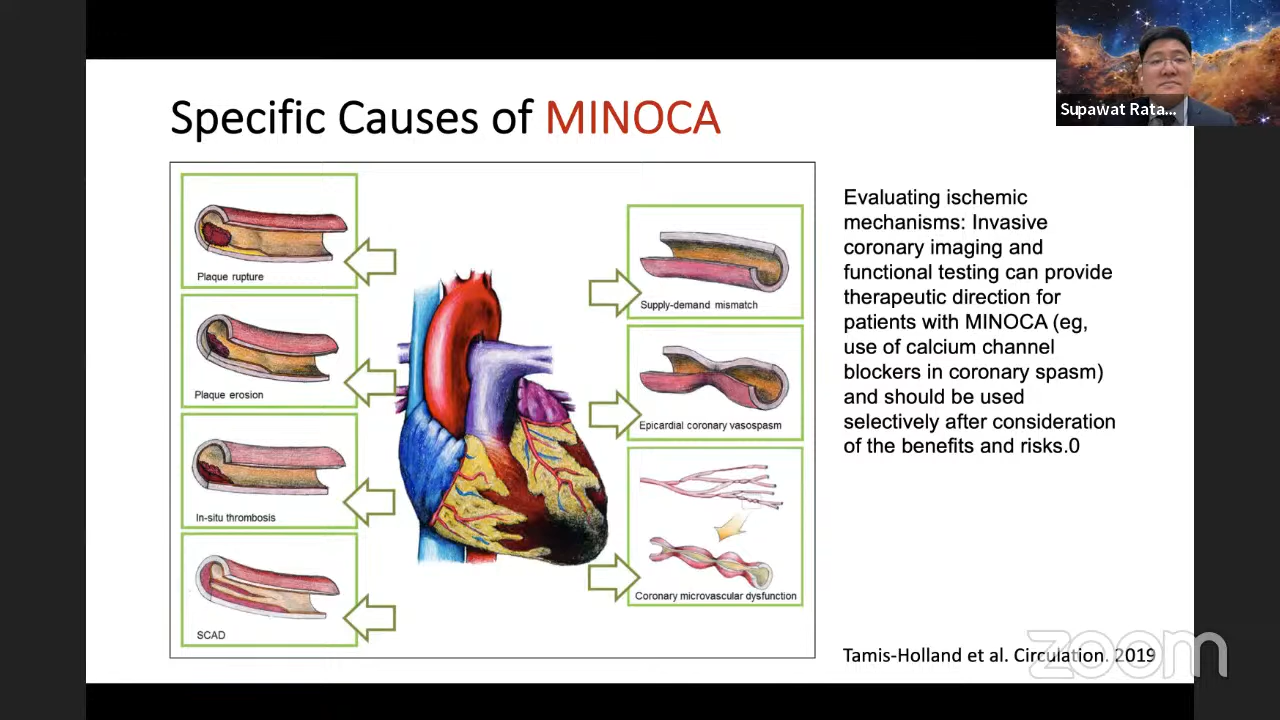 Specific Causes of MINOCA
Supawat Rata...
Plaque rupture
Plaque erosion
In-situ thrombosis
SCAD
Supply-demand mismatch
Epicardial coronary vasospasm
Coronary microvascular dysfunction
Evaluating ischemic
mechanisms: Invasive
coronary imaging and
functional testing can provide
therapeutic direction for
patients with MINOCA (eg,
use of calcium channel
blockers in coronary spasm)
and should be used
selectively after consideration
of the benefits and risks.0
Tamis-Holland et al. Circulation. 2019
zoom